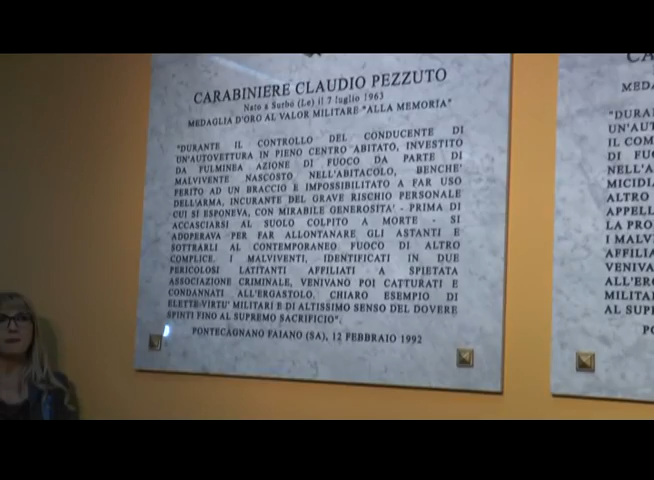 CARABINIERE CLAUDIO PEZZUTO
Nato a Surbo (Le) il 7 luglio 1963
MEDAGLIA D'ORO AL VALOR MILITARE "ALLA MEMORIA"
"DURANTE IL CONTROLLO DEL CONDUCENTE DI
UN'AUTOVETTURA IN PIENO CENTRO ABITATO, INVESTITO
DA FULMINEA AZIONE DI FUOCO DA PARTE DI
MALVIVENTE NASCOSTO NELL'ABITACOLO, BENCHE'
FERITO AD UN BRACCIO E IMPOSSIBILITATO A FAR USO
DELL'ARMA, INCURANTE DEL GRAVE RISCHIO PERSONALE
CUI SI ESPONEVA, CON MIRABILE GENEROSITA' - PRIMA DI
ACCASCIARSI AL SUOLO COLPITO A MORTE - SI
ADOPERAVA PER FAR ALLONTANARE GLI ASTANTI E
SOTTRARLI AL CONTEMPORANEO FUOCO DI ALTRO
COMPLICE. I MALVIVENTI, IDENTIFICATI IN DUE
PERICOLOSI LATITANTI AFFILIATI A SPIETATA
ASSOCIAZIONE CRIMINALE, VENIVANO POI CATTURATI E
CONDANNATI ALL'ERGASTOLO. CHIARO ESEMPIO DI
ELETTE VIRTU' MILITARI E DI ALTISSIMO SENSO DEL DOVERE
SPINTI FINO AL SUPREMO SACRIFICIO".
PONTECAGNANO FAIANO (SA), 12 FEBBRAIO 1992
CA
MEDA
"DURA
UN'AUT
IL COM
DI FUO
NELL'A
MICIDI
ALTRO
APPELL
LA PRO
I MALV
AFFILIA
VENIVA
ALL'ER
MILITA
AL SUP
PO